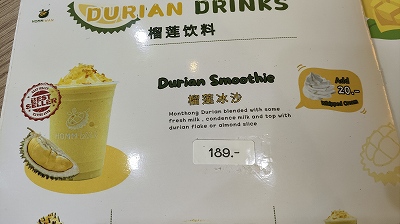 DURIAN DRINKS
榴莲饮料
BEST SELLER
Durian Smoothie
榴莲冰沙
Monthong Durian blended with some
fresh milk , condence milk and top with
durian flake or almond slice
189.-
Add
20.-
Whipped Cream